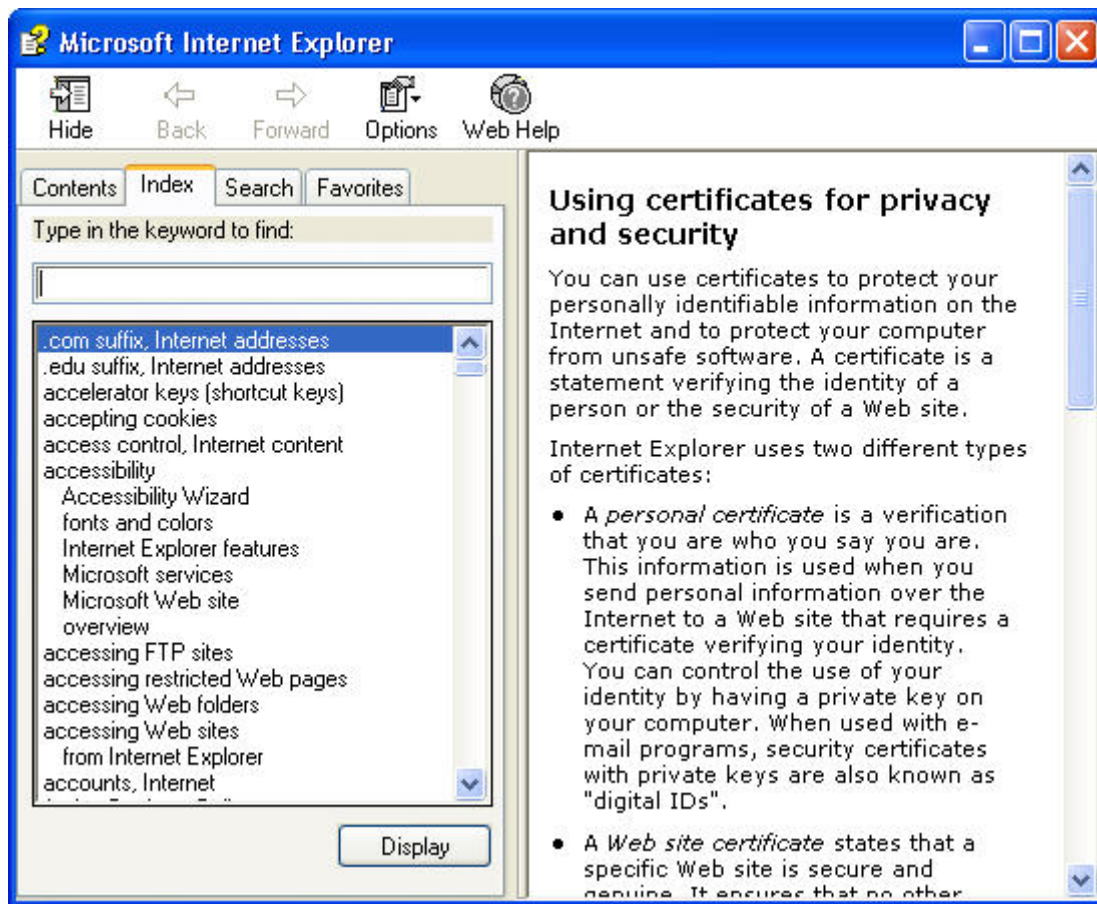 Microsoft Internet Explorer
Hide Back Forward Options Web Help
Contents Index Search Favorites
Type in the keyword to find:
.com suffix, Internet addresses
.edu suffix, Internet addresses
accelerator keys (shortcut keys)
accepting cookies
access control, Internet content
accessibility
Accessibility Wizard
fonts and colors
Internet Explorer features
Microsoft services
Microsoft Web site
overview
accessing FTP sites
accessing restricted Web pages
accessing Web folders
accessing Web sites
from Internet Explorer
accounts, Internet
Display
Using certificates for privacy
and security
You can use certificates to protect your
personally identifiable information on the
Internet and to protect your computer
from unsafe software. A certificate is a
statement verifying the identity of a
person or the security of a Web site.
Internet Explorer uses two different types
of certificates:
• A personal certificate is a verification
that you are who you say you are.
This information is used when you
send personal information over the
Internet to a Web site that requires a
certificate verifying your identity.
You can control the use of your
identity by having a private key on
your computer. When used with e-
mail programs, security certificates
with private keys are also known as
"digital IDs".
• A Web site certificate states that a
specific Web site is secure and
genuine. It ensures that no other